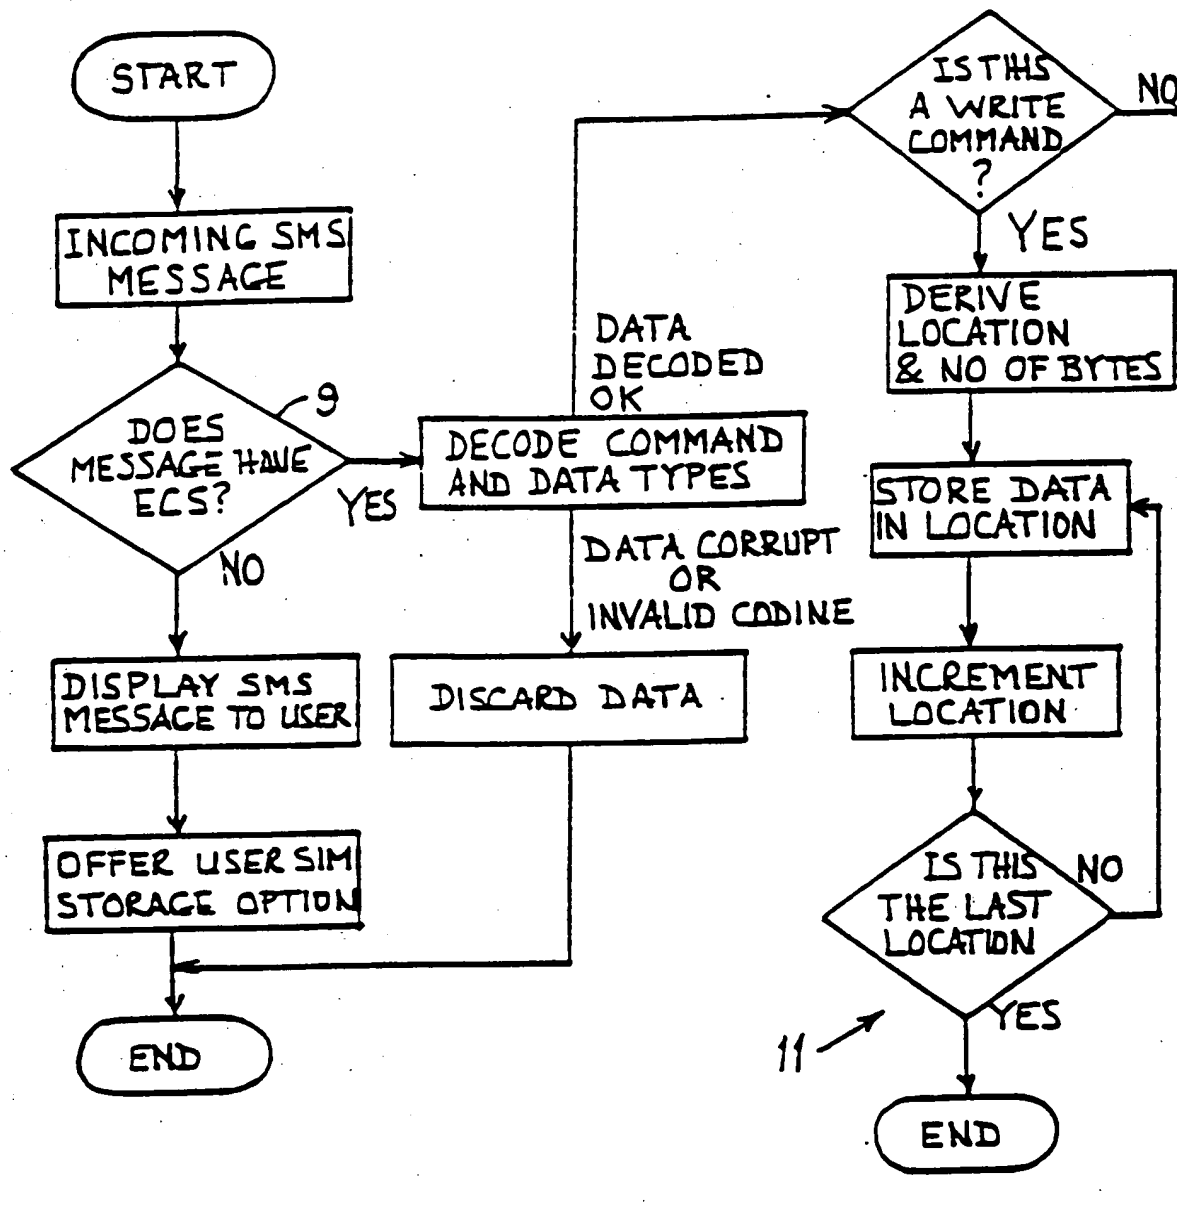 START
INCOMING SMS
MESSAGE
9
DOES
MESSAGE HAVE
ECS?
YES
NO
DISPLAY SMS
MESSAGE TO USER
OFFER USER SIM
STORAGE OPTION
END
DATA
DECODED
OK
DECODE COMMAND
AND DATA TYPES
DATA CORRUPT
OR
INVALID CODINE
DISCARD DATA
IS THIS
A WRITE
COMMAND
?
NO
YES
DERIVE
LOCATION
& NO OF BYTES
STORE DATA
IN LOCATION
INCREMENT
LOCATION
IS THIS
THE LAST
LOCATION
NO
YES
11
END